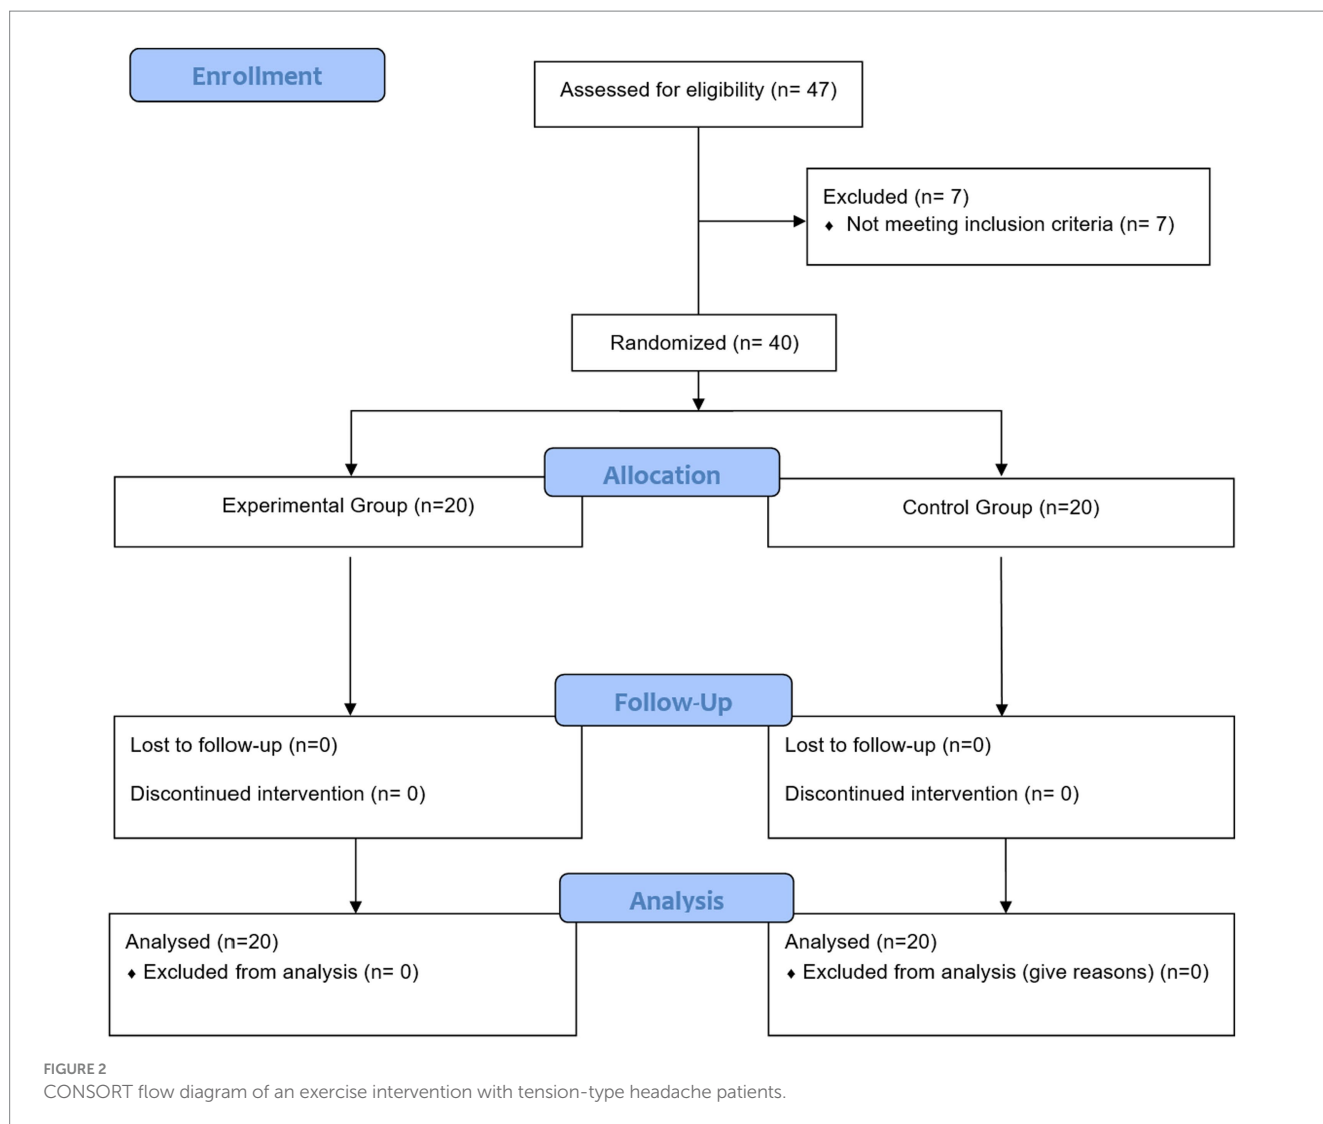 Enrollment
Assessed for eligibility (n= 47)
Excluded (n= 7)
♦ Not meeting inclusion criteria (n= 7)
Randomized (n= 40)
Allocation
Experimental Group (n=20)
Control Group (n=20)
Follow-Up
Lost to follow-up (n=0)
Discontinued intervention (n= 0)
Lost to follow-up (n=0)
Discontinued intervention (n= 0)
Analysis
Analysed (n=20)
♦ Excluded from analysis (n= 0)
Analysed (n=20)
♦ Excluded from analysis (give reasons) (n=0)
FIGURE 2
CONSORT flow diagram of an exercise intervention with tension-type headache patients.